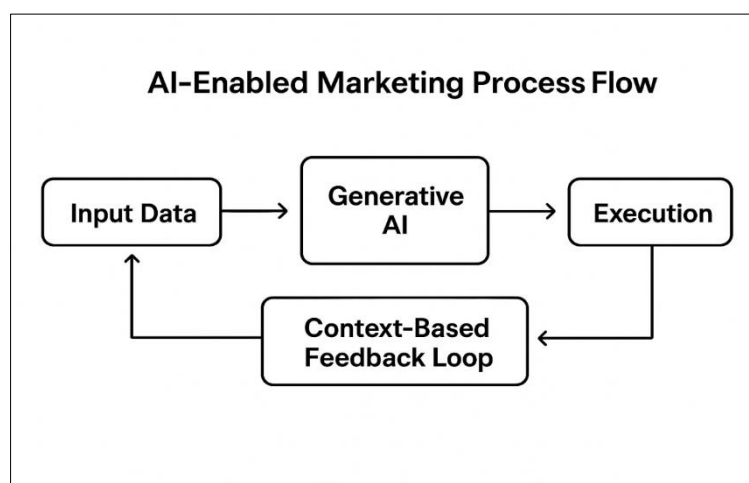 AI-Enabled Marketing Process Flow
Input Data
Generative
AI
Execution
Context-Based
Feedback Loop